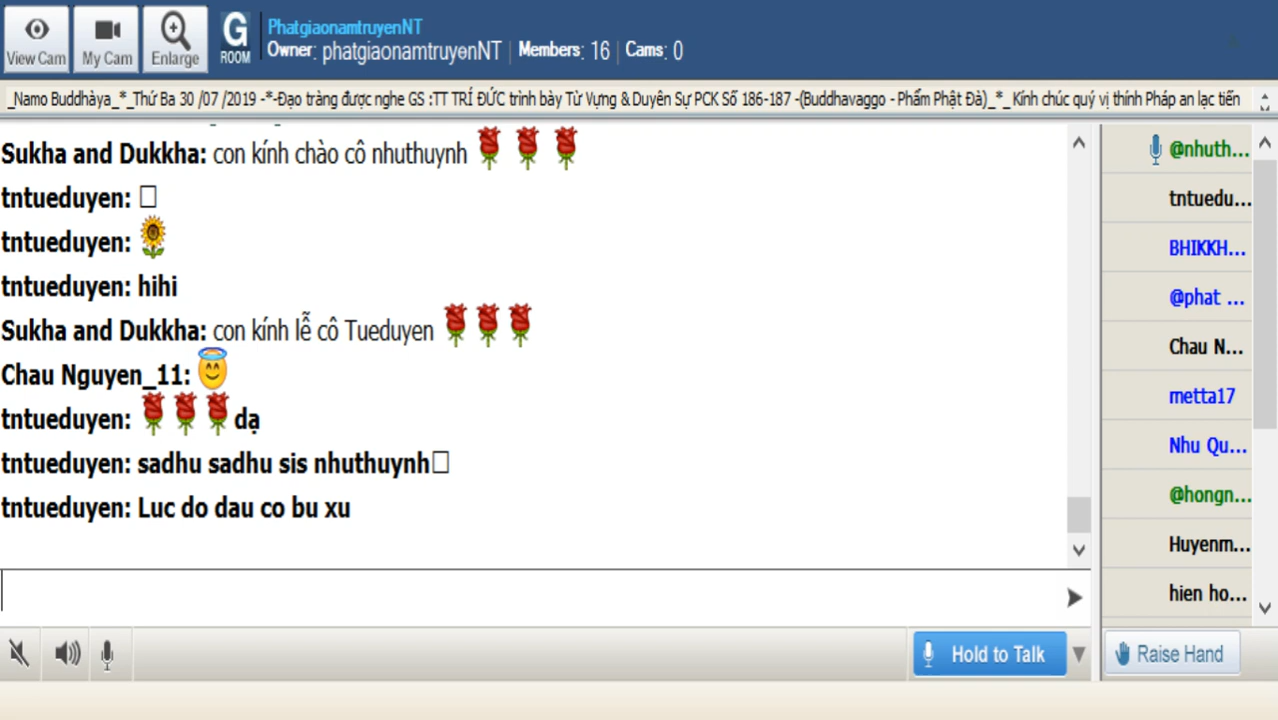 View Cam
My Cam
Enlarge
G
ROOM
PhatgiaonamtruyenNT
Owner: phatgiaonamtruyenNT | Members: 16 | Cams: 0
_Namo Buddhàya_*_Thứ Ba 30 /07 /2019 -*-Đạo tràng được nghe GS :TT TRÍ ĐỨC trình bày Từ Vựng & Duyên Sự PCK Số 186-187 -(Buddhavaggo - Phẩm Phật Đà)_*_ Kính chúc quý vị thính Pháp an lạc tiến
Sukha and Dukkha: con kính chào cô nhuthuynh
tntueduyen:
tntueduyen:
tntueduyen: hihi
Sukha and Dukkha: con kính lễ cô Tueduyen
Chau Nguyen_11:
tntueduyen: dạ
tntueduyen: sadhu sadhu sis nhuthuynh
tntueduyen: Luc do dau co bu xu
@nhuth...
tntuedu...
BHIKKH...
@phat ...
Chau N...
metta17
Nhu Qu...
@hongn...
Huyenm...
hien ho...
Hold to Talk
Raise Hand